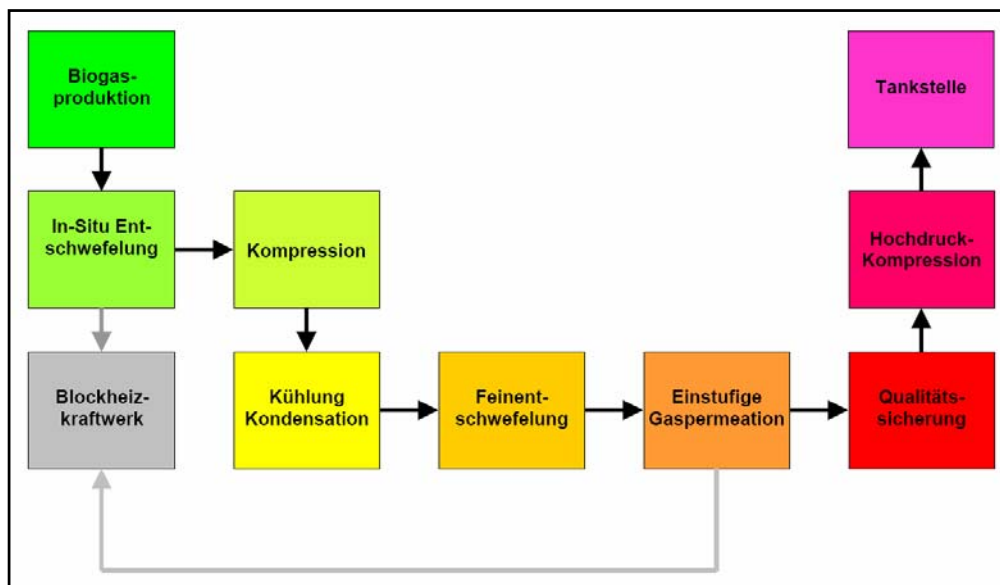 Biogas-
produktion
Tankstelle
In-Situ Ent-
schwefelung
Kompression
Hochdruck-
Kompression
Blockheiz-
kraftwerk
Kühlung
Kondensation
Feinent-
schwefelung
Einstufige
Gaspermeation
Qualitäts-
sicherung